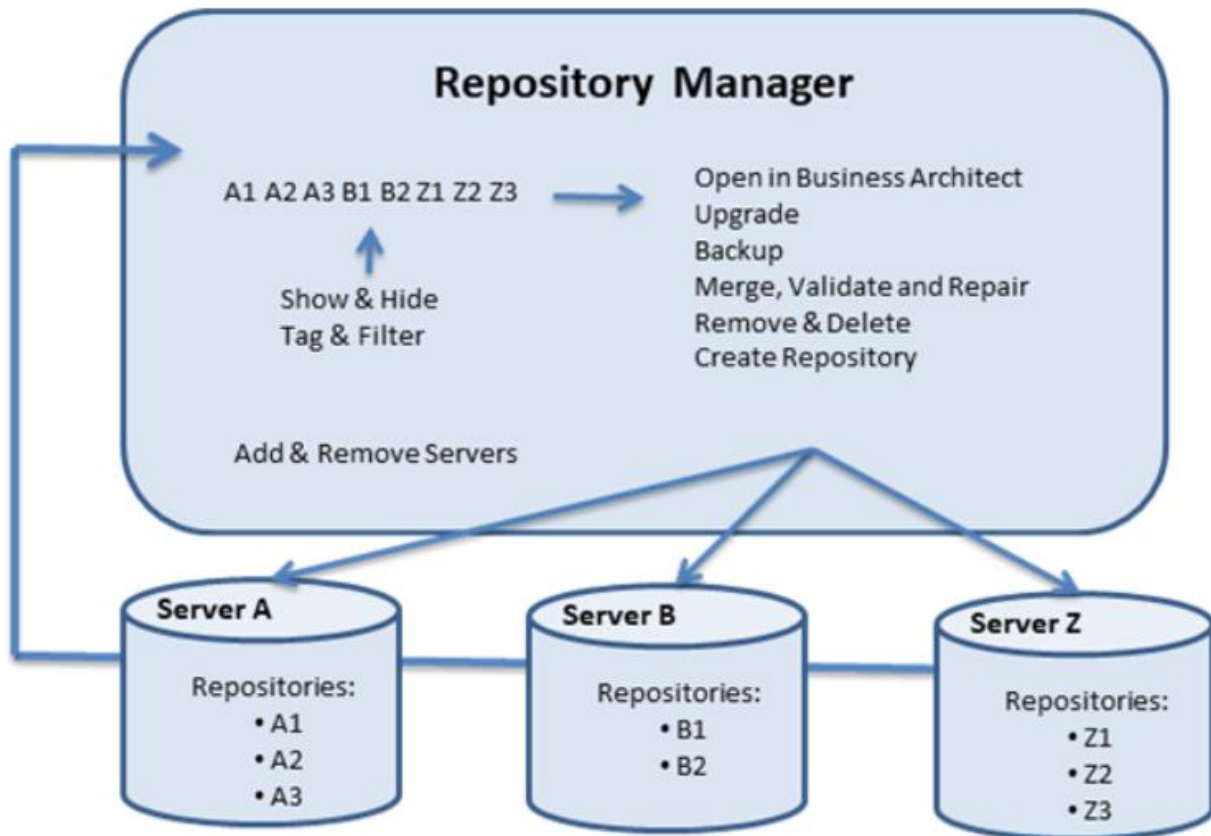 Repository Manager
A1 A2 A3 B1 B2 Z1 Z2 Z3
Show & Hide
Tag & Filter
Add & Remove Servers
Open in Business Architect
Upgrade
Backup
Merge, Validate and Repair
Remove & Delete
Create Repository
Server A
Repositories:
• A1
• A2
• A3
Server B
Repositories:
• B1
• B2
Server Z
Repositories:
• Z1
• Z2
• Z3